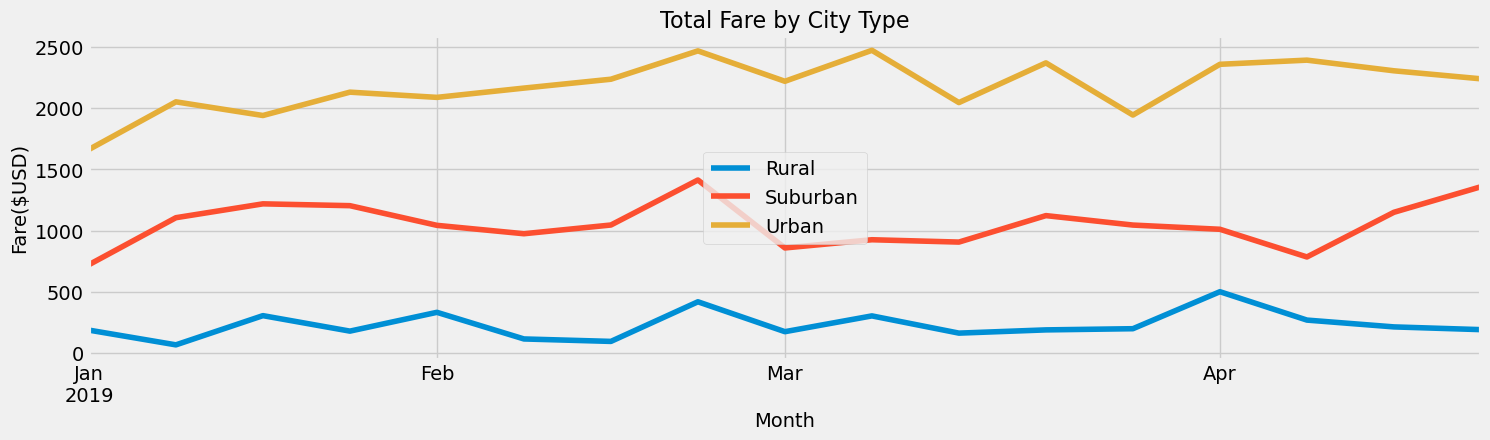 Total Fare by City Type
Fare($USD)
2500
2000
1500
1000
500
0
Rural
Suburban
Urban
Jan
2019
Feb
Mar
Apr
Month